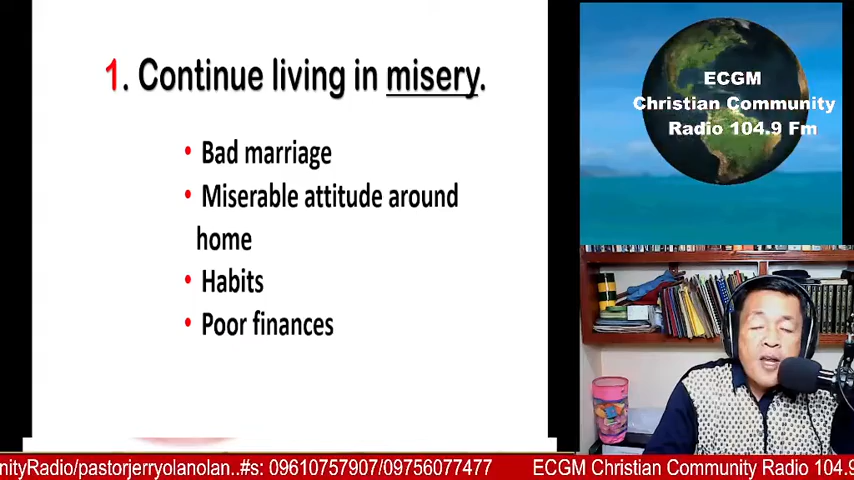 1. Continue living in misery.
• Bad marriage
• Miserable attitude around
home
• Habits
• Poor finances
ECGM
Christian Community
Radio 104.9 Fm
nityRadio/pastorjerryolanolan..#s: 09610757907/09756077477 ECGM Christian Community Radio 104.9